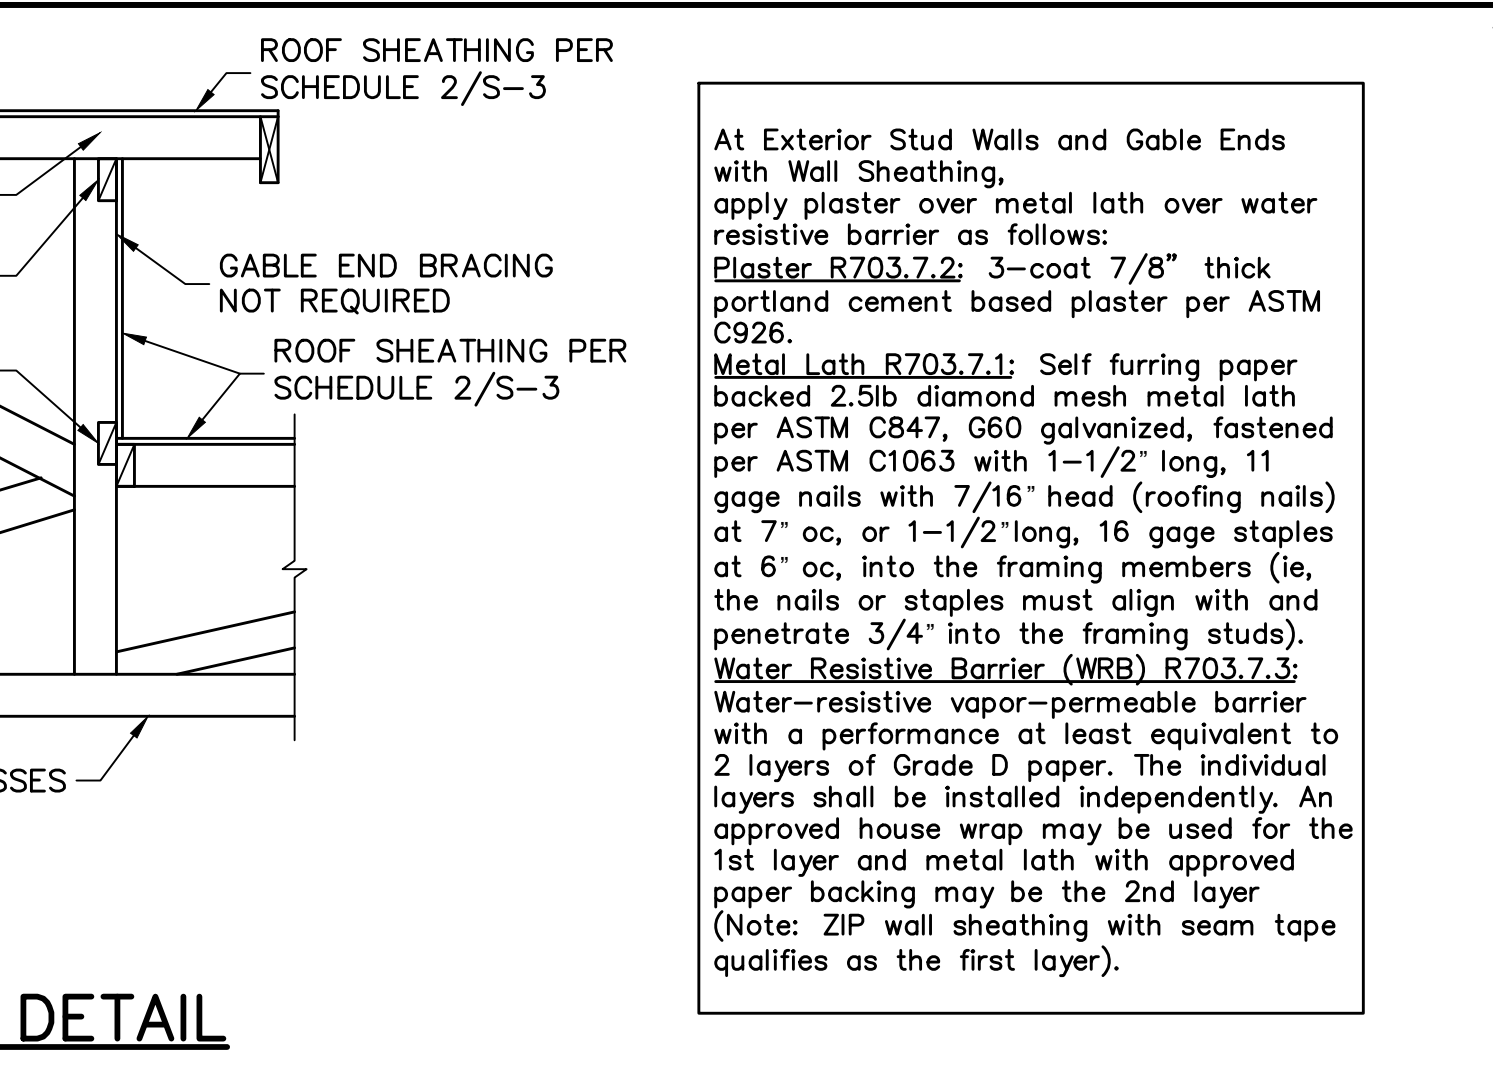 ROOF SHEATHING PER
SCHEDULE 2/S-3
GABLE END BRACING
NOT REQUIRED
ROOF SHEATHING PER
SCHEDULE 2/S-3
SSES
DETAIL
At Exterior Stud Walls and Gable Ends
with Wall Sheathing,
apply plaster over metal lath over water
resistive barrier as follows:
Plaster R703.7.2: 3-coat 7/8" thick
portland cement based plaster per ASTM
C926.
Metal Lath R703.7.1: Self furring paper
backed 2.5lb diamond mesh metal lath
per ASTM C847, G60 galvanized, fastened
per ASTM C1063 with 1-1/2" long, 11
gage nails with 7/16" head (roofing nails)
at 7" oc, or 1-1/2"long, 16 gage staples
at 6" oc, into the framing members (ie,
the nails or staples must align with and
penetrate 3/4" into the framing studs).
Water Resistive Barrier (WRB) R703.7.3:
Water-resistive vapor-permeable barrier
with a performance at least equivalent to
2 layers of Grade D paper. The individual
layers shall be installed independently. An
approved house wrap may be used for the
1st layer and metal lath with approved
paper backing may be the 2nd layer
(Note: ZIP wall sheathing with seam tape
qualifies as the first layer).